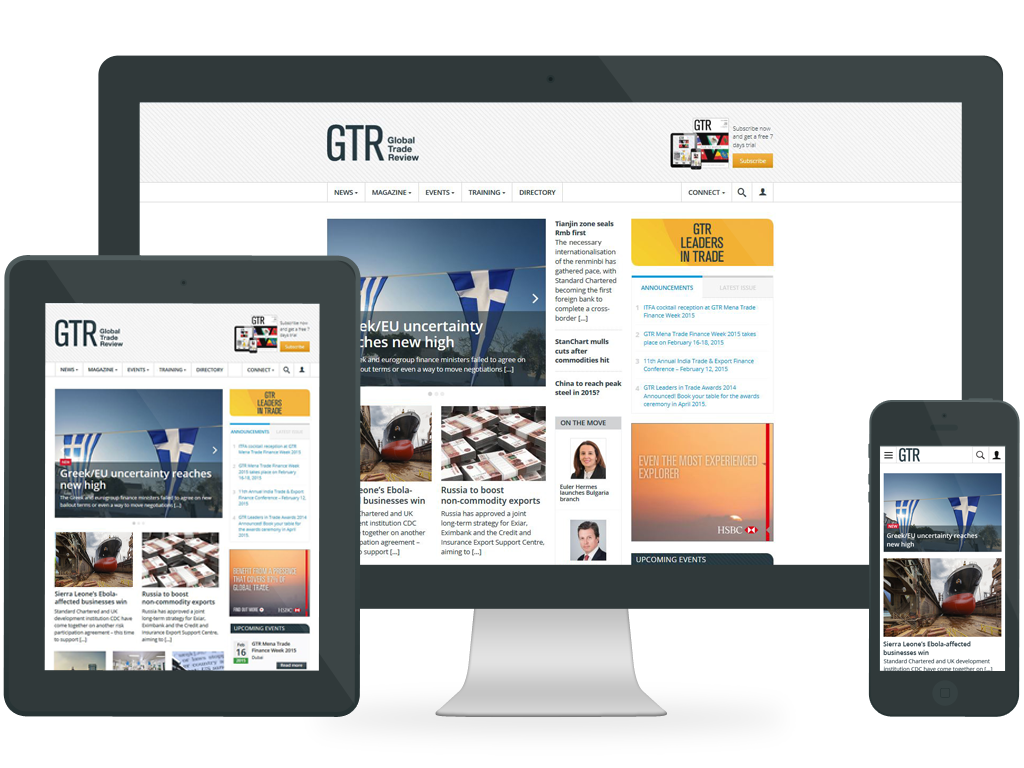 GTR Global
Trade
Review
GTR
Subscribe now
and get a free 7
days trial
Subscribe
NEWS
MAGAZINE
EVENTS
TRAINING
DIRECTORY
CONNECT
ek/EU uncertainty
ches new high
ek and eurogroup finance ministers failed to agree on
ailout terms or even a way to move negotiations [...]
Tianjin zone seals
Rmb first
The necessary
internationalisation
of the renminbi has
gathered pace, with
Standard Chartered
becoming the first
foreign bank to
complete a cross-
border [...]
StanChart mulls
cuts after
commodities hit
China to reach peak
steel in 2015?
GTR
LEADERS
IN TRADE
ANNOUNCEMENTS
LATEST ISSUE
1 ITFA cocktail reception at GTR Mena Trade
Finance Week 2015
2 GTR Mena Trade Finance Week 2015 takes
place on February 16-18, 2015
3 11th Annual India Trade & Export Finance
Conference – February 12, 2015
4 GTR Leaders in Trade Awards 2014
Announced! Book your table for the awards
ceremony in April 2015.
eone's Ebola-
usinesses win
hartered and UK
nt institution CDC
together on another
ipation agreement –
support [...]
Russia to boost
non-commodity exports
Russia has approved a joint
long-term strategy for Exiar,
Eximbank and the Credit and
Insurance Export Support Centre,
aiming to [...]
ON THE MOVE
Euler Hermes
launches Bulgaria
branch
EVEN THE MOST EXPERIENCED
EXPLORER
HSBC
UPCOMING EVENTS
GTR Global
Trade
Review
GTR
Subscribe now
and get a free 7
days trial
Subscribe
NEWS
MAGAZINE
EVENTS
TRAINING
DIRECTORY
CONNECT
NEW
Greek/EU uncertainty reaches
new high
The Greek and eurogroup finance ministers failed to agree on new
bailout terms or even a way to move negotiations [...]
GTR
LEADERS
IN TRADE
ANNOUNCEMENTS
LATEST ISSUE
1 ITFA cocktail reception at GTR
Mena Trade Finance Week 2015
2 GTR Mena Trade Finance Week
2015 takes place on February
16-18, 2015
3 11th Annual India Trade & Export
Finance Conference – February 12,
2015
4 GTR Leaders in Trade Awards 2014
Announced! Book your table for
the awards ceremony in April
2015.
Sierra Leone's Ebola-
affected businesses win
Standard Chartered and UK
development institution CDC have
come together on another risk
participation agreement – this time
to support [...]
Russia to boost
non-commodity exports
Russia has approved a joint
long-term strategy for Exiar,
Eximbank and the Credit and
Insurance Export Support Centre,
aiming to [...]
BENEFIT FROM A PRESENCE
THAT COVERS
OF
GLOBAL TRADE
FIND OUT MORE
HSBC
UPCOMING EVENTS
Feb
16
2015
GTR Mena Trade
Finance Week 2015
Dubai
Read more
GTR
NEW
Greek/EU uncertainty reaches
new high
Sierra Leone's Ebola-affected
businesses win
Standard Chartered and UK development
institution CDC have come together on [...]